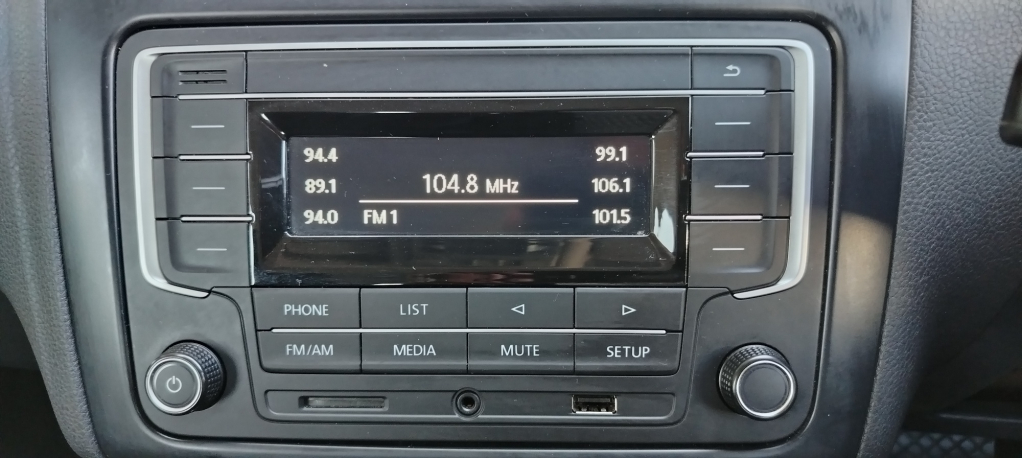 94.4 99.1
89.1 104.8 MHz 106.1
94.0 FM 1 101.5
PHONE LIST
FM/AM MEDIA MUTE SETUP